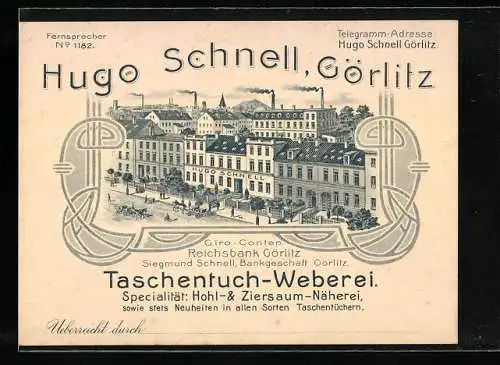 Fernsprecher
No 1182.
Telegramm-Adresse:
Hugo Schnell Görlitz.
Hugo Schnell, Görlitz
HUGO SCHNELL
Giro-Conten:
Reichsbank Görlitz
Siegmund Schnell, Bankgeschäft Görlitz.
Taschentuch-Weberei.
Specialität: Hohl-& Ziersaum-Näherei,
sowie stets Neuheiten in allen Sorten Taschentüchern.
Ueberreicht durch